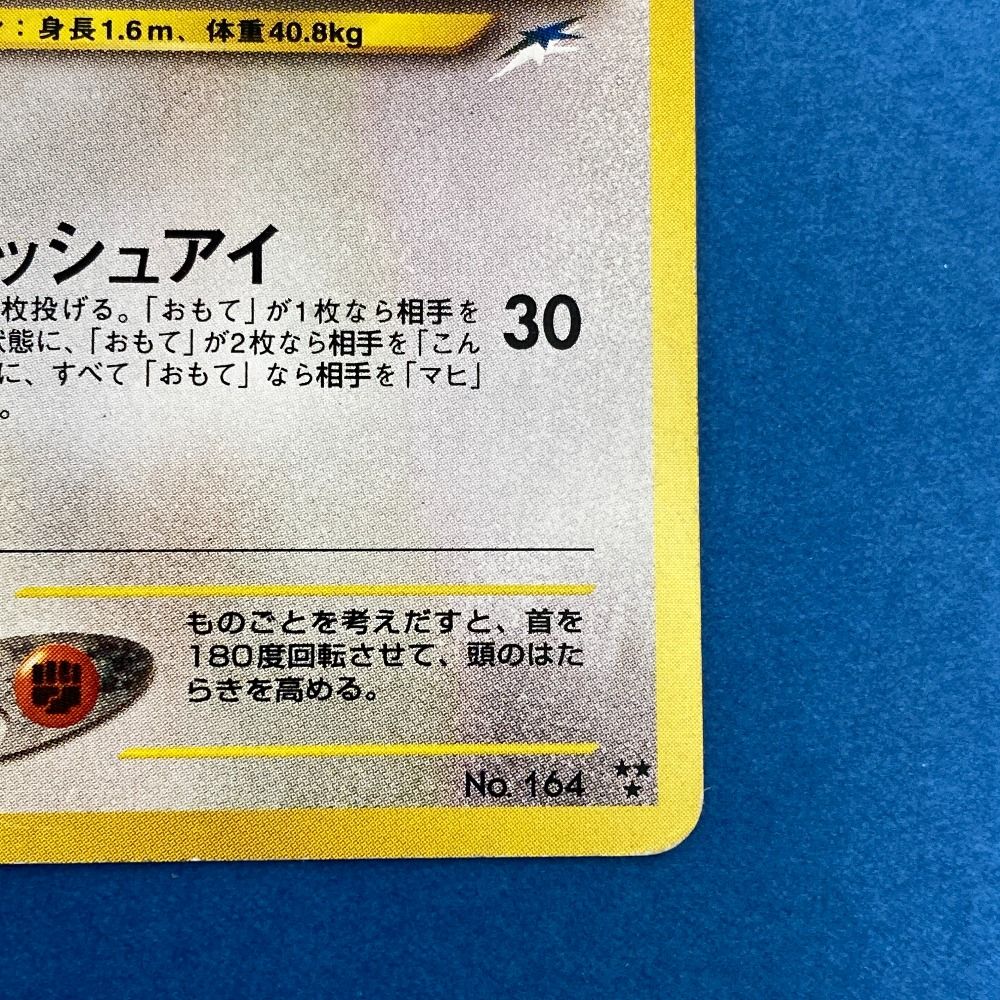 ：身長1.6m、体重40.8kg
ッシュアイ
枚投げる。「おもて」が1枚なら相手を
態に、「おもて」が2枚なら相手を「こん
に、すべて「おもて」なら相手を「マヒ」
。
30
ものごとを考えだすと、首を
180度回転させて、頭のはた
らきを高める。
No. 164 ★★★